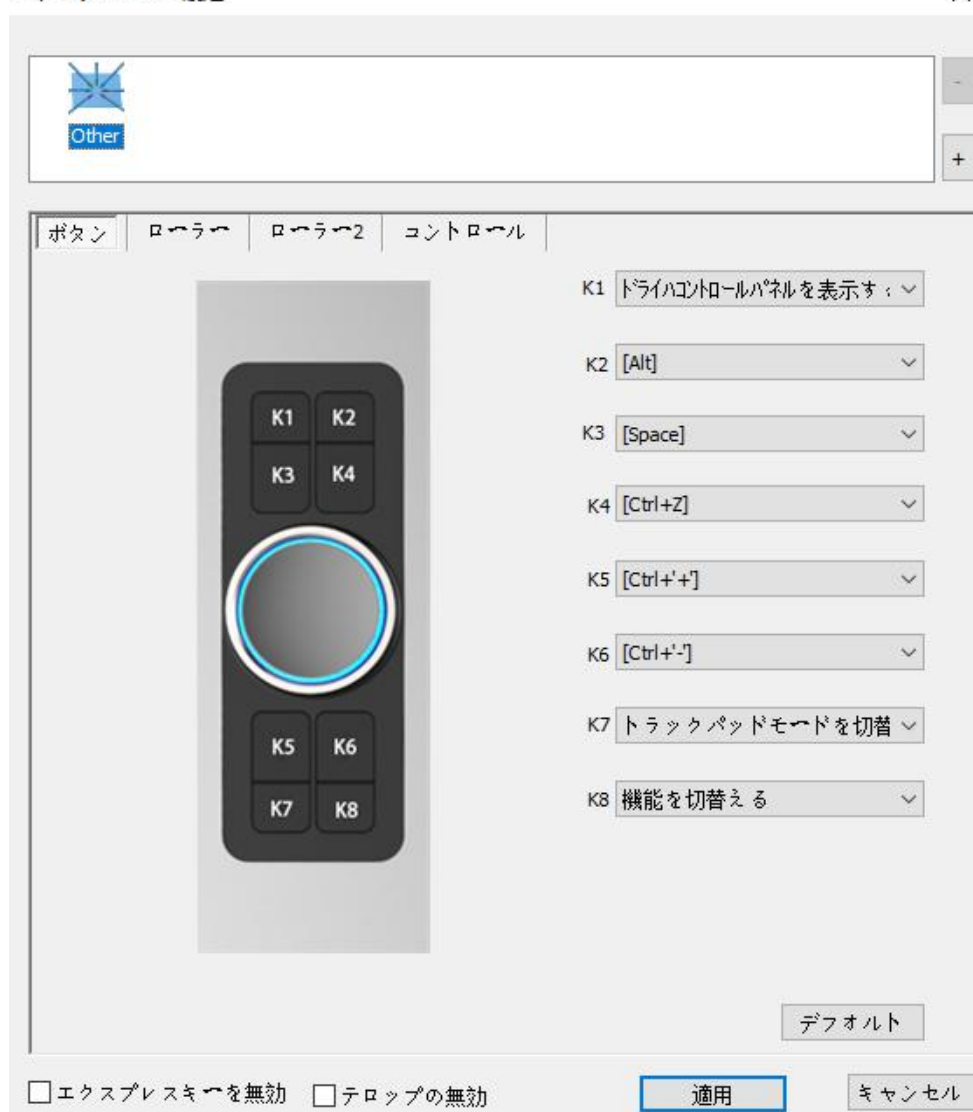 Other
-
+
ボタン ローラー ローラー2 コントロール
K1 ドライバコントロールパネルを表示す
K2 [Alt]
K3 [Space]
K4 [Ctrl+Z]
K5 [Ctrl+'+']
K6 [Ctrl+'-']
K7 トラックパッドモードを切替
K8 機能を切替える
K1 K2
K3 K4
K5 K6
K7 K8
デフォルト
エクスプレスキーを無効 テロップの無効 適用 キャンセル